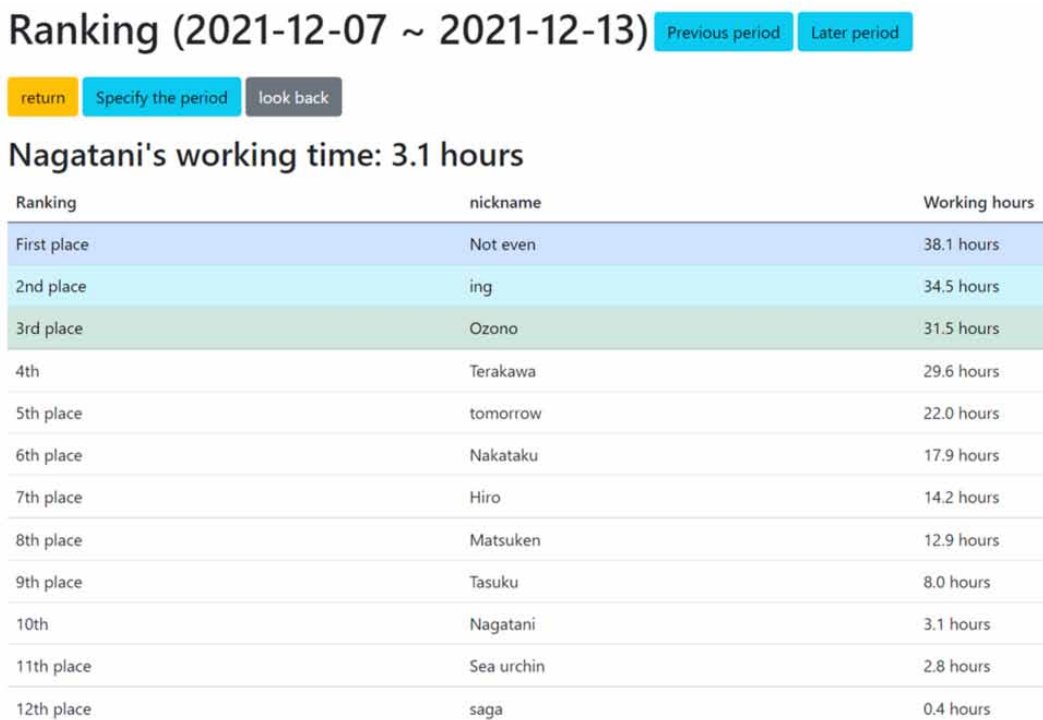 Ranking (2021-12-07 ~ 2021-12-13) Previous period Later period
return Specify the period look back
Nagatani's working time: 3.1 hours
Ranking nickname Working hours
First place Not even 38.1 hours
2nd place ing 34.5 hours
3rd place Ozono 31.5 hours
4th Terakawa 29.6 hours
5th place tomorrow 22.0 hours
6th place Nakataku 17.9 hours
7th place Hiro 14.2 hours
8th place Matsuken 12.9 hours
9th place Tasuku 8.0 hours
10th Nagatani 3.1 hours
11th place Sea urchin 2.8 hours
12th place saga 0.4 hours